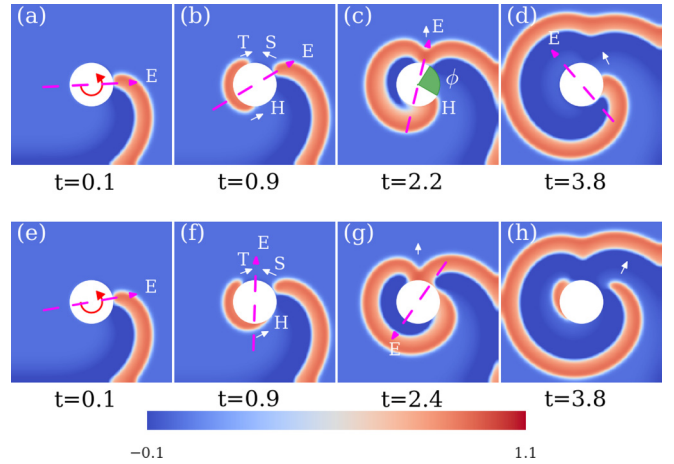 (a) (b) (c) (d)
E T S E E E
H ϕ H
t=0.1 t=0.9 t=2.2 t=3.8
(e) (f) (g) (h)
E T E S
H E
t=0.1 t=0.9 t=2.4 t=3.8
−0.1 1.1